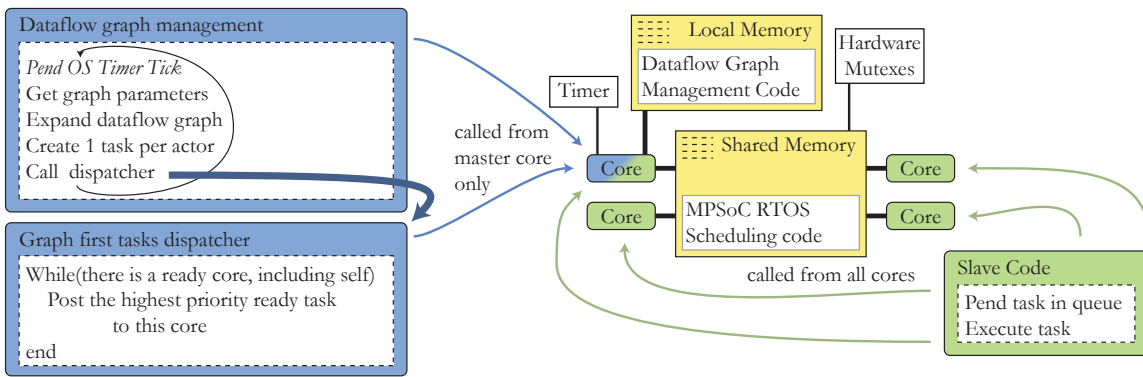 Dataflow graph management
Pend OS Timer Tick
Get graph parameters
Expand dataflow graph
Create 1 task per actor
Call dispatcher
Graph first tasks dispatcher
While(there is a ready core, including self)
Post the highest priority ready task
to this core
end
called from
master core
only
Timer
Local Memory
Dataflow Graph
Management Code
Hardware
Mutexes
Core
Shared Memory
Core
Core
MPSoC RTOS
Scheduling code
Core
called from all cores
Slave Code
Pend task in queue
Execute task